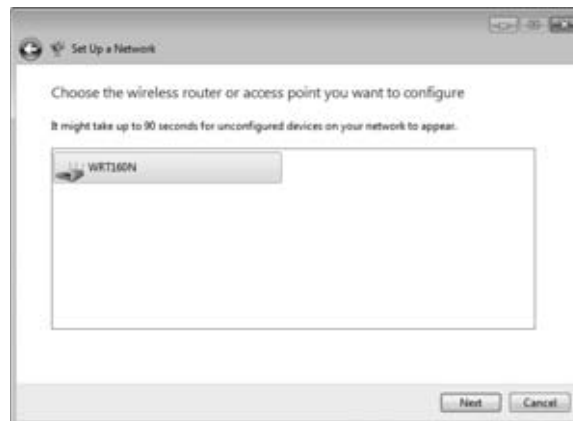 Set Up a Network
Choose the wireless router or access point you want to configure
It might take up to 90 seconds for unconfigured devices on your network to appear.
WRT160N
Next Cancel